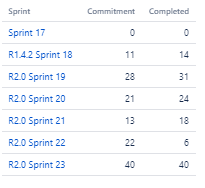 Sprint Commitment Completed
Sprint 17 0 0
R1.4.2 Sprint 18 11 14
R2.0 Sprint 19 28 31
R2.0 Sprint 20 21 24
R2.0 Sprint 21 13 18
R2.0 Sprint 22 22 6
R2.0 Sprint 23 40 40